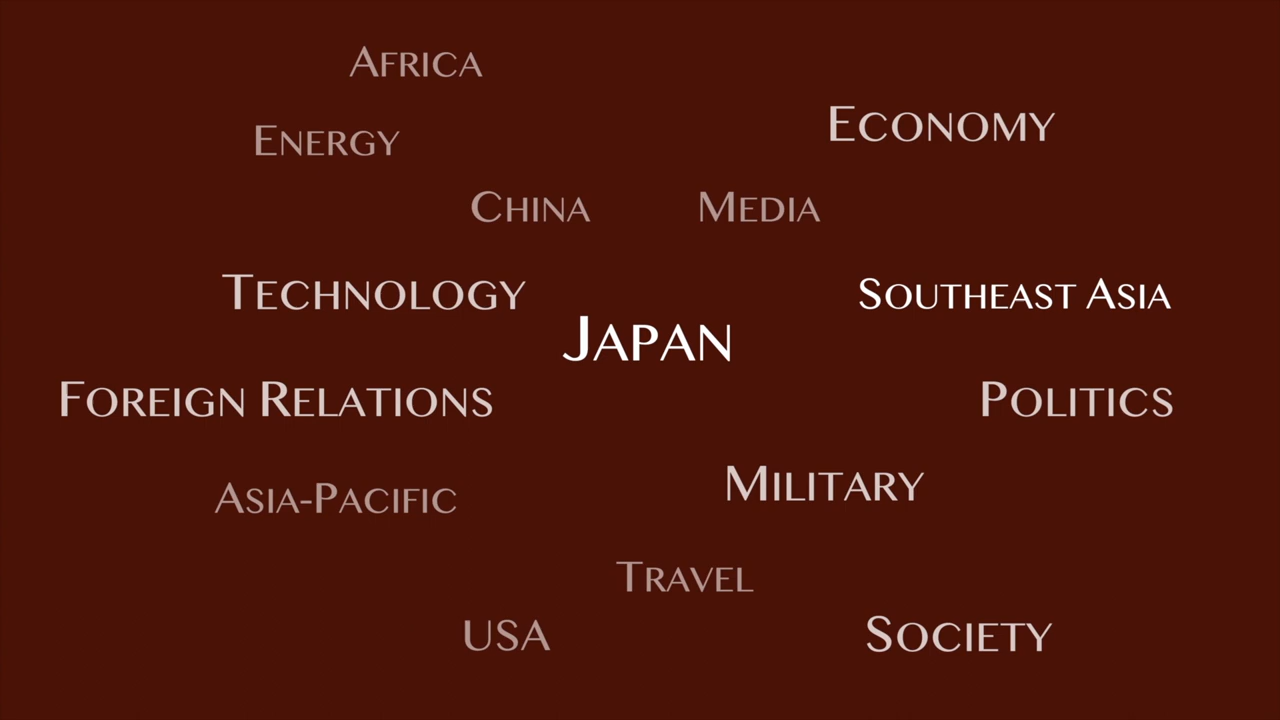 Africa
Economy
Energy
China
Media
Technology
Southeast Asia
Japan
Foreign Relations
Politics
Military
Asia-Pacific
Travel
USA
Society